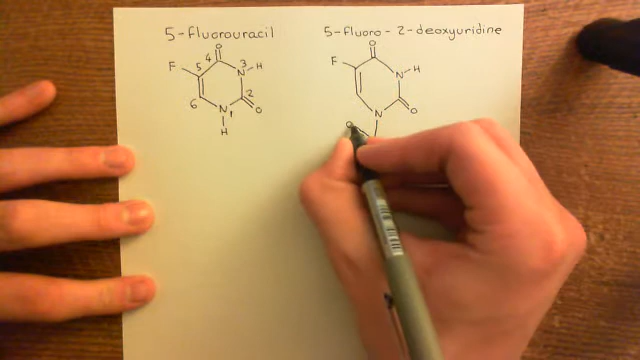 5-fluorouracil
5-fluoro-2-deoxyuridine
O
4
F 5 3 N H
6 2
N 1 O
H
O
F
N H
N O
O